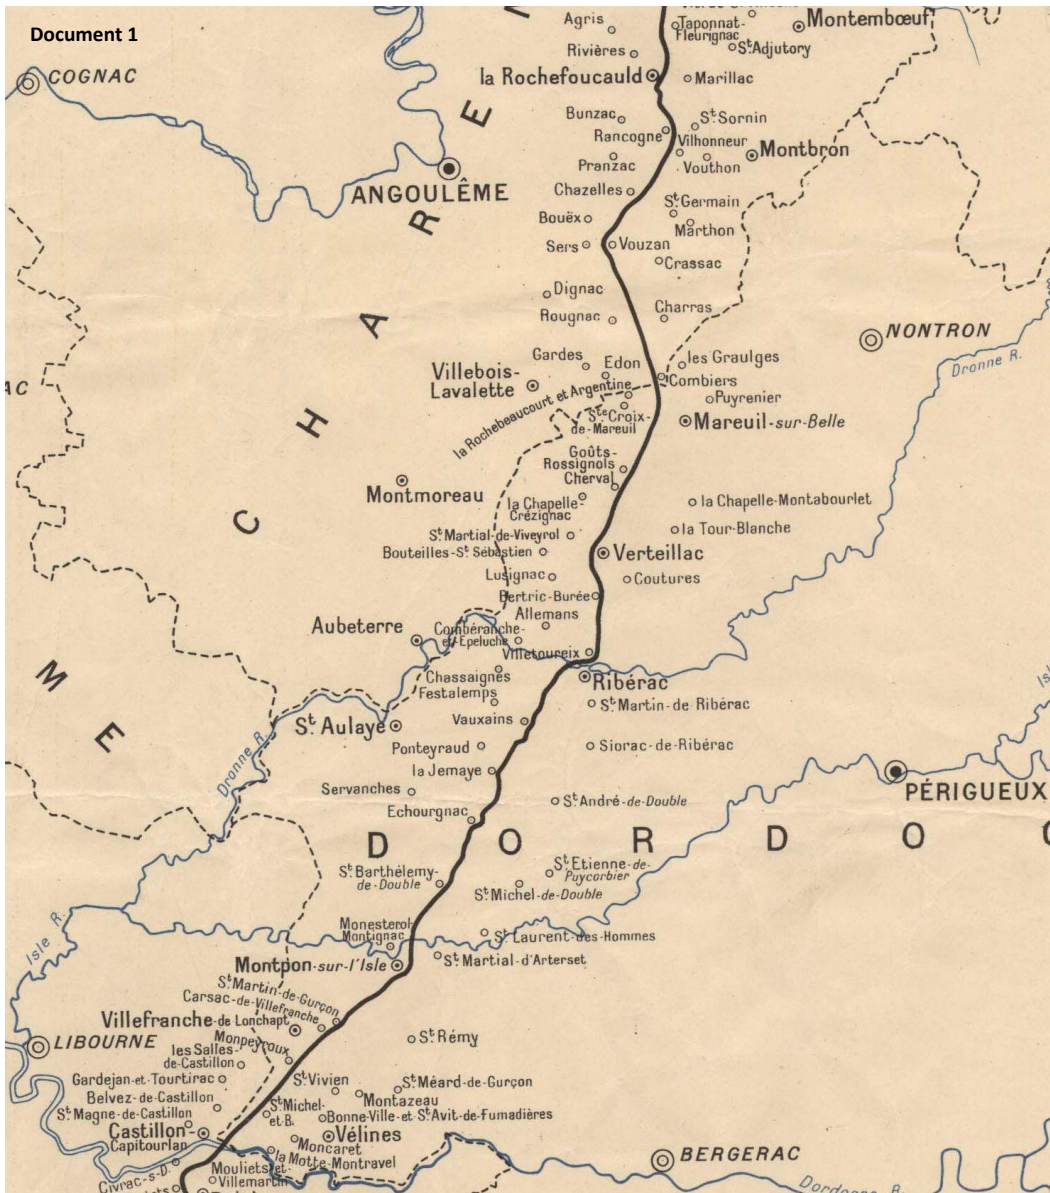 Document 1
Agris
Taponnat-
Fleurignac
Montembœuf
St Adjutory
Rivières
COGNAC
la Rochefoucauld
Marillac
E
Bunzac
St Sornin
Rancogne
Vilhonneur
Montbron
Pranzac
Vouthon
ANGOULÊME
Chazelles
R
St Germain
Bouëx
Marthon
Sers
Vouzan
Crassac
Dignac
A
Rougnac
Charras
NONTRON
Gardes
Edon
les Graulges
Dronne R.
Villebois-
Lavalette
Combiers
AC
la Rochebeaucourt et Argentine
Puyrenier
H
Ste Croix-
de-Mareuil
Mareuil-sur-Belle
Goûts-
Rossignols
Cherval
Montmoreau
la Chapelle-
Crézignac
la Chapelle-Montabourlet
C
St Martial-de-Viveyrol
la Tour-Blanche
Bouteilles-St Sébastien
Verteillac
Lusignac
Coutures
Bertric-Burée
Allemans
Aubeterre
Combéranche-
et-Epeluche
Villetoureix
M
Chassaignes
Ribérac
Festalemps
St Martin-de Ribérac
E
St Aulaye
Vauxains
Ponteyraud
Siorac-de-Ribérac
Isle
Dronne R.
la Jemaye
Servanches
PÉRIGUEUX
St André-de-Double
Echourgnac
D O R D O
St Barthélemy-
de-Double
St Etienne-de-
Puycorbier
St Michel-de-Double
Isle R.
Monesterol-
Montignac
St Laurent-des-Hommes
Montpon-sur-l'Isle
St Martial-d'Arterset
St Martin-de-Gurçon
Carsac-de-Villefranche
Villefranche-de Lonchapt
LIBOURNE
Monpeyroux
St Rémy
les Salles-
de-Castillon
Gardejan-et-Tourtirac
St Vivien
St Méard-de-Gurçon
Belvez-de-Castillon
Montazeau
St Magne-de-Castillon
St Michel-
et-B.
Bonne-Ville-et-St Avit-de-Fumadières
Castillon-
Capitourlan
Vélines
Moncaret
la Motte-Montravel
BERGERAC
Civrac-s-D.
Mouliets-et-
Villemartin